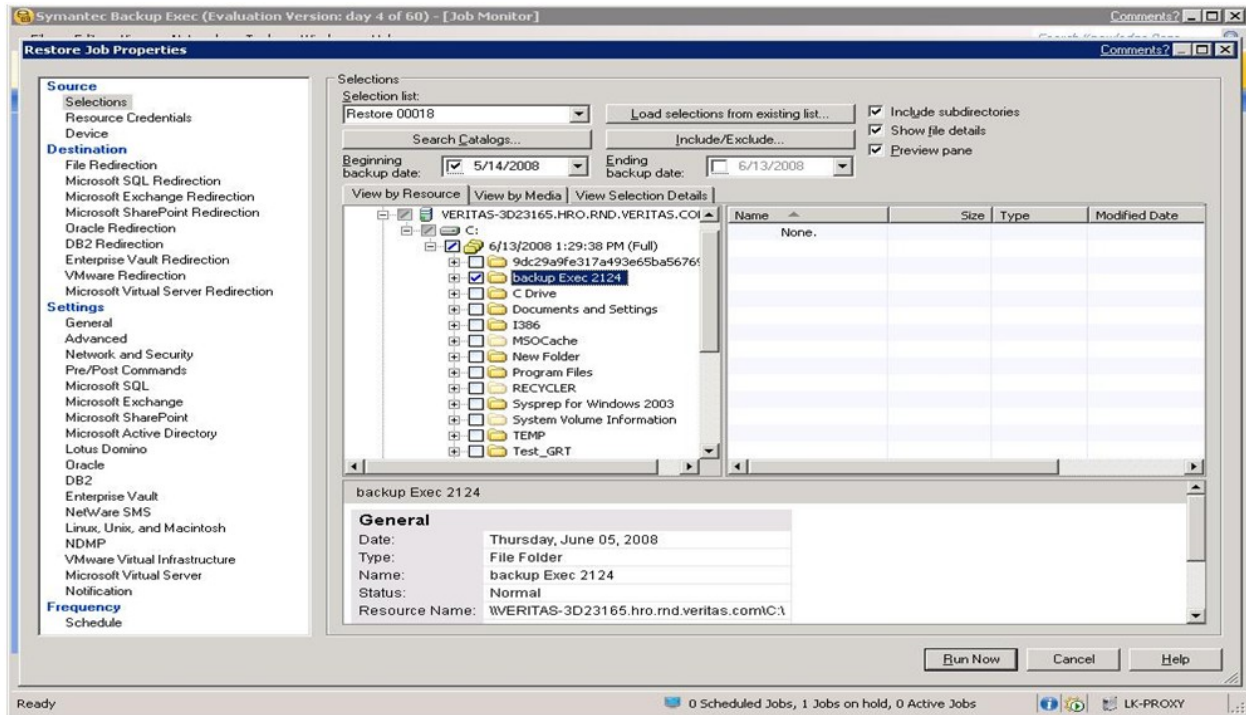 Symantec Backup Exec (Evaluation Version: day 4 of 60) - [Job Monitor]
Comments?
Restore Job Properties
Comments?
Source
Selections
Resource Credentials
Device
Destination
File Redirection
Microsoft SQL Redirection
Microsoft Exchange Redirection
Microsoft SharePoint Redirection
Oracle Redirection
DB2 Redirection
Enterprise Vault Redirection
VMware Redirection
Microsoft Virtual Server Redirection
Settings
General
Advanced
Network and Security
Pre/Post Commands
Microsoft SQL
Microsoft Exchange
Microsoft SharePoint
Microsoft Active Directory
Lotus Domino
Oracle
DB2
Enterprise Vault
NetWare SMS
Linux, Unix, and Macintosh
NDMP
VMware Virtual Infrastructure
Microsoft Virtual Server
Notification
Frequency
Schedule
Selections
Selection list:
Restore 00018
Load selections from existing list...
Search Catalogs...
Include/Exclude...
Include subdirectories
Show file details
Preview pane
Beginning backup date:
5/14/2008
Ending backup date:
6/13/2008
View by Resource
View by Media
View Selection Details
VERITAS-3D23165.HRO.RND.VERITAS.CO
C:
6/13/2008 1:29:38 PM (Full)
9dc29a9fe317a493e65ba5676
backup Exec 2124
C Drive
Documents and Settings
I386
MSOCache
New Folder
Program Files
RECYCLER
Sysprep for Windows 2003
System Volume Information
TEMP
Test_GRT
Name Size Type Modified Date
None.
backup Exec 2124
General
Date: Thursday, June 05, 2008
Type: File Folder
Name: backup Exec 2124
Status: Normal
Resource Name: \\VERITAS-3D23165.hro.rnd.veritas.com\C:\
Run Now
Cancel
Help
Ready
0 Scheduled Jobs, 1 Jobs on hold, 0 Active Jobs
LK-PROXY